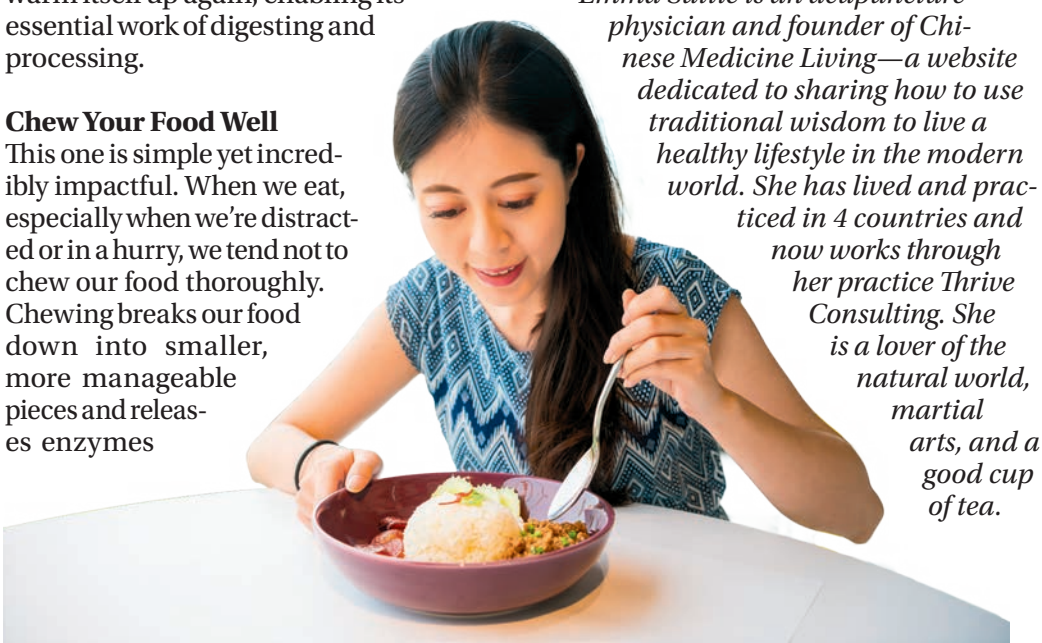 warm itself up again, enabling its
essential work of digesting and
processing.
Chew Your Food Well
This one is simple yet incred-
ibly impactful. When we eat,
especially when we're distract-
ed or in a hurry, we tend not to
chew our food thoroughly.
Chewing breaks our food
down into smaller,
more manageable
pieces and releas-
es enzymes
Emma Suttie is an acupuncture
physician and founder of Chi-
nese Medicine Living—a website
dedicated to sharing how to use
traditional wisdom to live a
healthy lifestyle in the modern
world. She has lived and prac-
ticed in 4 countries and
now works through
her practice Thrive
Consulting. She
is a lover of the
natural world,
martial
arts, and a
good cup
of tea.